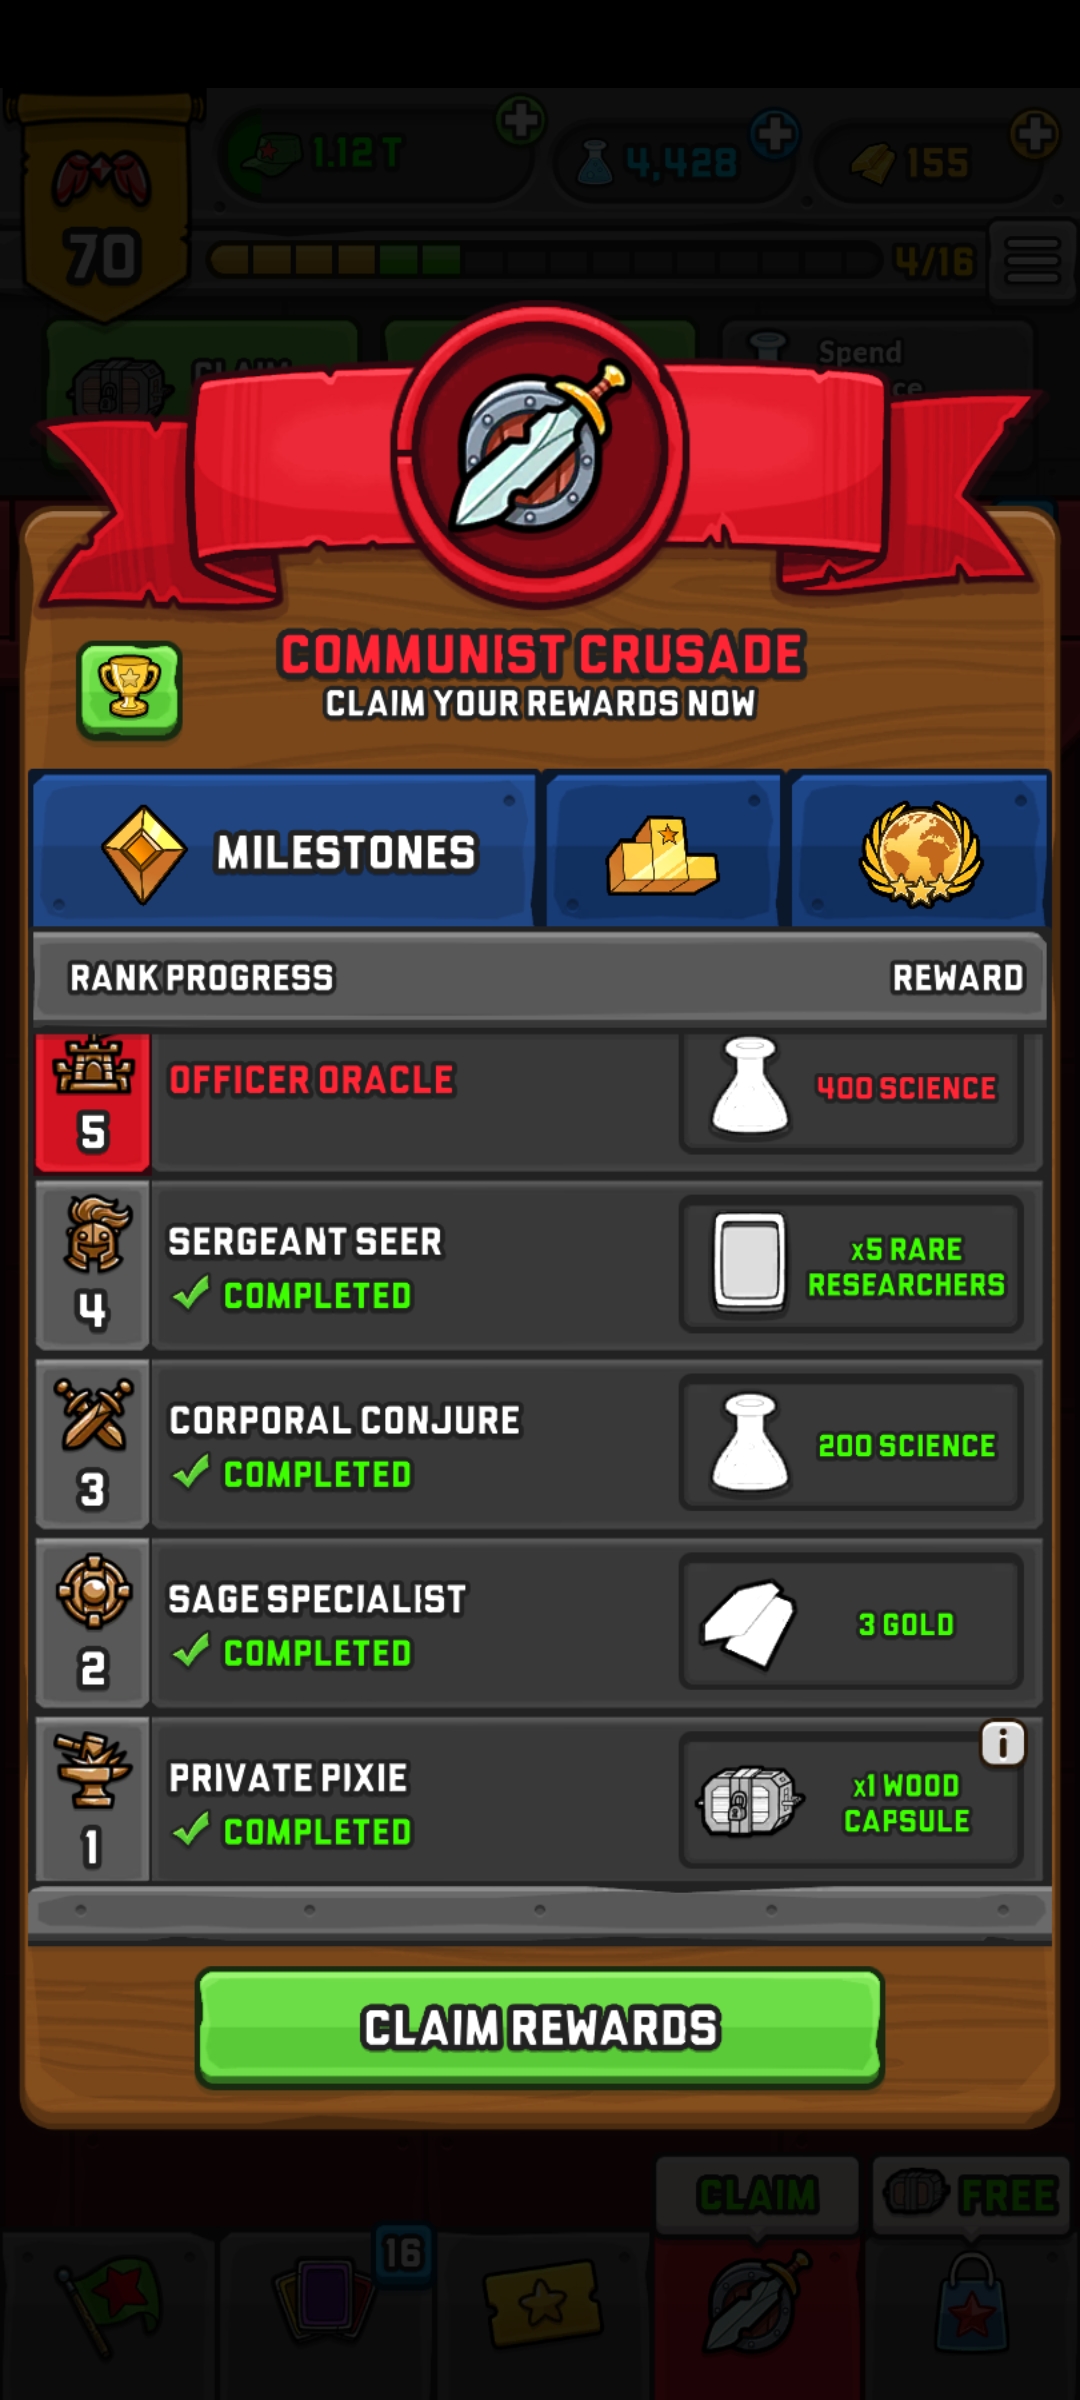 1.12 T
4,428
155
70
4/16
Spend
COMMUNIST CRUSADE
CLAIM YOUR REWARDS NOW
MILESTONES
RANK PROGRESS
REWARD
OFFICER ORACLE
400 SCIENCE
5
SERGEANT SEER
COMPLETED
x5 RARE
RESEARCHERS
4
CORPORAL CONJURE
COMPLETED
200 SCIENCE
3
SAGE SPECIALIST
COMPLETED
3 GOLD
2
PRIVATE PIXIE
COMPLETED
x1 WOOD
CAPSULE
i
1
CLAIM REWARDS
CLAIM
FREE
16